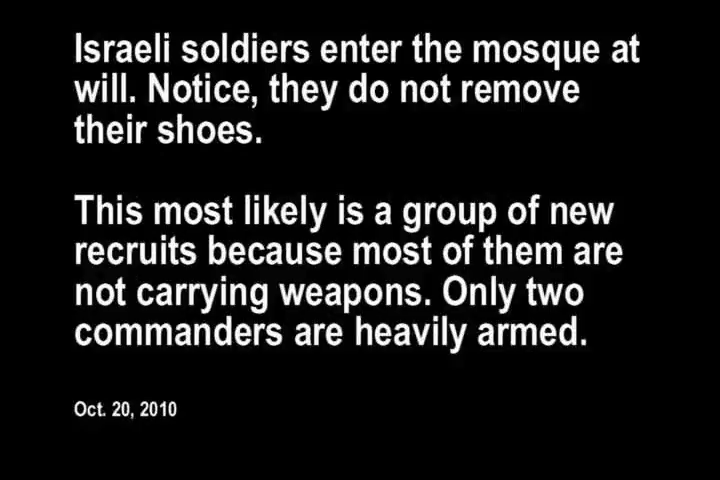 Israeli soldiers enter the mosque at
will. Notice, they do not remove
their shoes.
This most likely is a group of new
recruits because most of them are
not carrying weapons. Only two
commanders are heavily armed.
Oct. 20, 2010